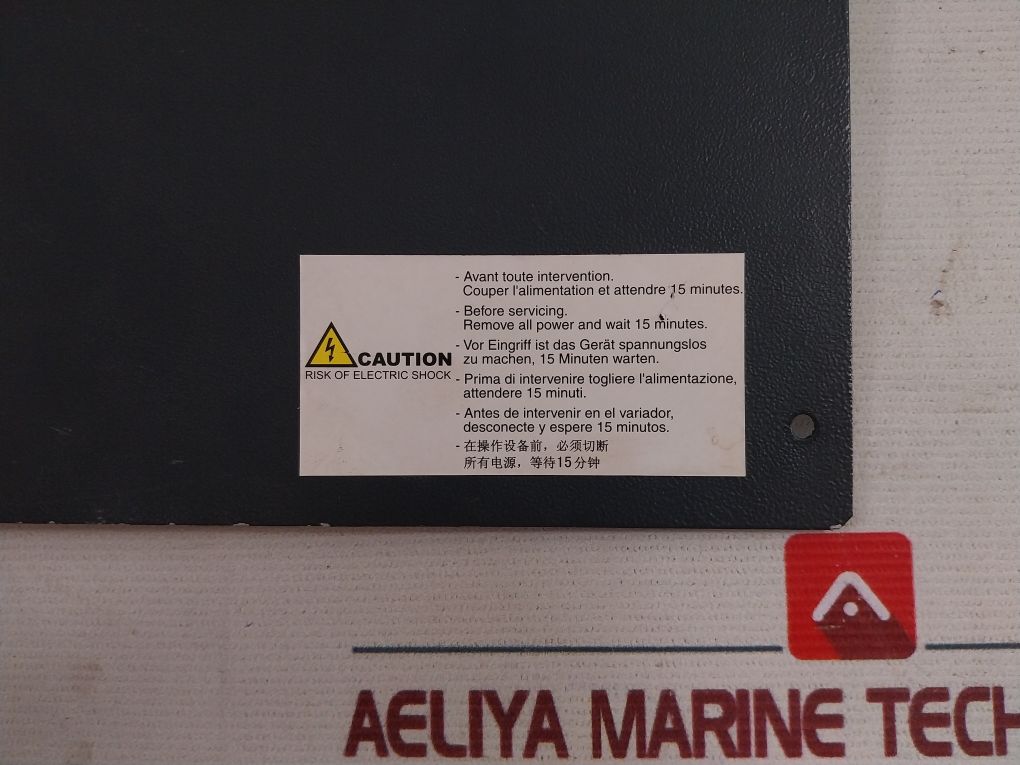 - Avant toute intervention.
Couper l'alimentation et attendre 15 minutes.
- Before servicing.
Remove all power and wait 15 minutes.
- Vor Eingriff ist das Gerät spannungslos
zu machen, 15 Minuten warten.
CAUTION
RISK OF ELECTRIC SHOCK
- Prima di intervenire togliere l'alimentazione,
attendere 15 minuti.
- Antes de intervenir en el variador,
desconecte y espere 15 minutos.
- 在操作设备前，必须切断
所有电源，等待15分钟
AELIYA MARINE TECH